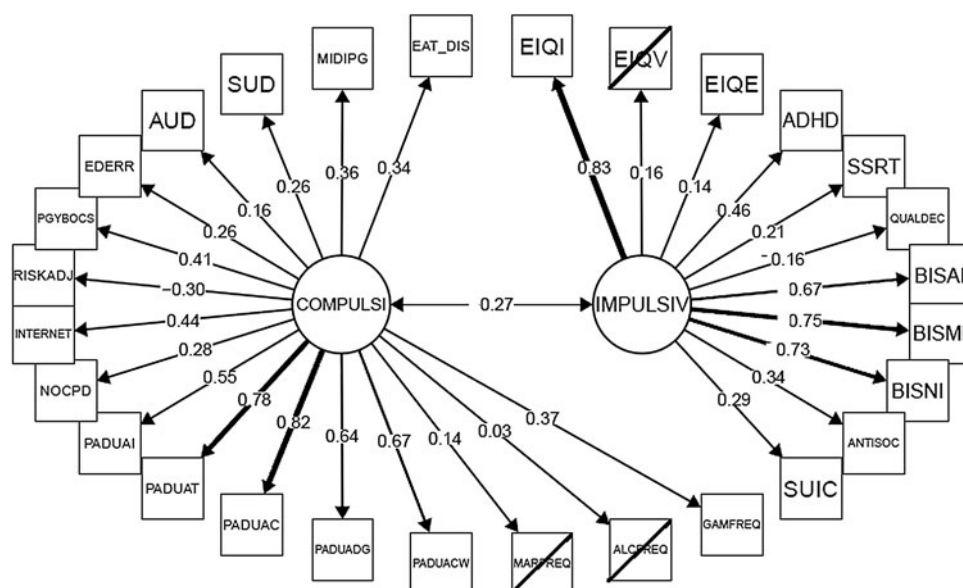 EIQI
EIQV
EIQE
ADHD
SSRT
QUALDEC
BISMI
BISNI
ANTISOC
SUIC
EAT_DIS
MIDIPG
SUD
AUD
EDERR
PGYBOCS
RISKADJ
INTERNET
NOCPD
PADUAI
PADUAT
PADUAC
PADUADG
PADUACW
MARFREQ
ALCFREQ
GAMFREQ
COMPULSI
IMPULSIV
0.27
0.83
0.16
0.14
0.46
0.21
−0.16
0.67
0.75
0.73
0.34
0.29
0.34
0.36
0.26
0.16
0.26
0.41
−0.30
0.44
0.28
0.55
0.78
0.82
0.64
0.67
0.14
0.03
0.37